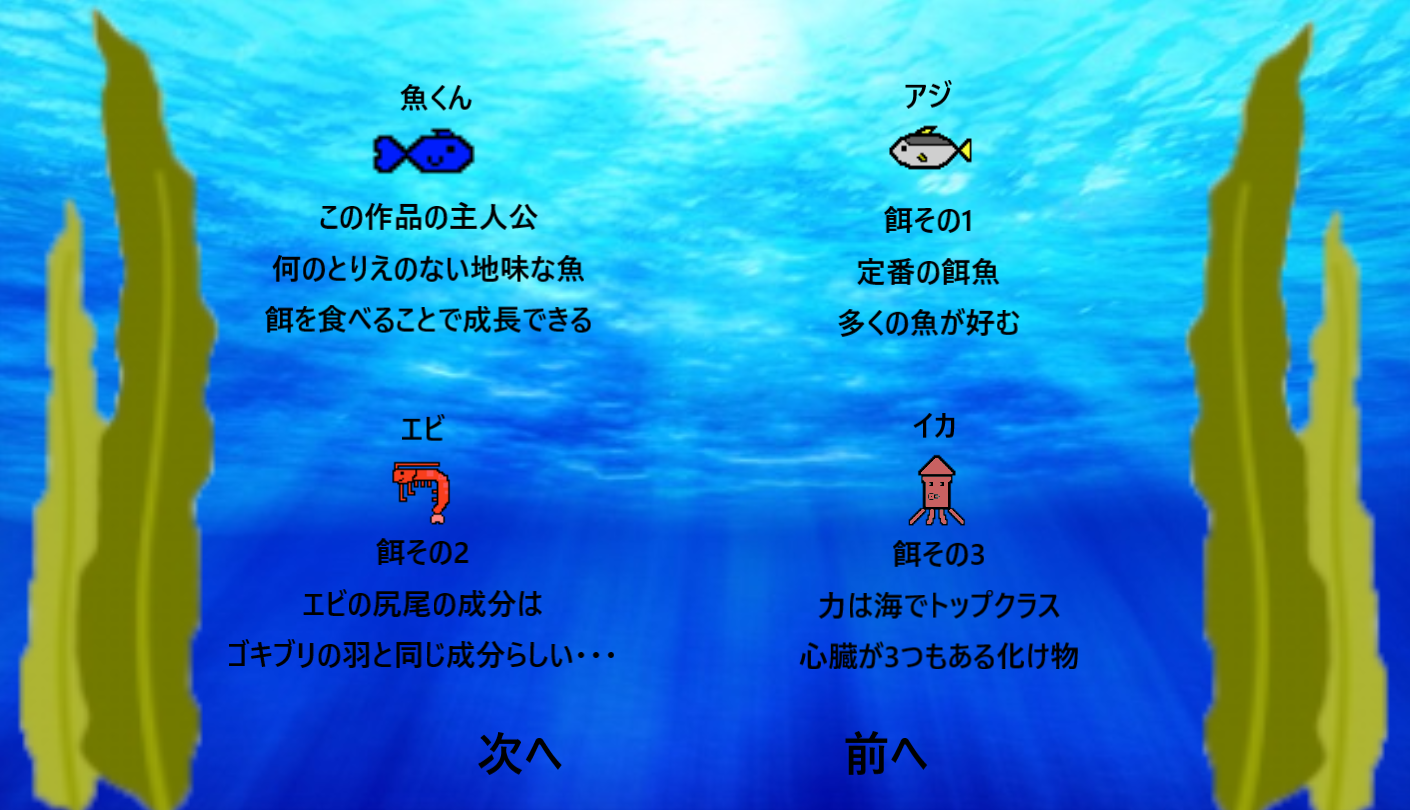 魚くん
この作品の主人公
何のとりえのない地味な魚
餌を食べることで成長できる
アジ
餌その1
定番の餌魚
多くの魚が好む
エビ
餌その2
エビの尻尾の成分は
ゴキブリの羽と同じ成分らしい・・・
イカ
餌その3
力は海でトップクラス
心臓が3つもある化け物
次へ
前へ